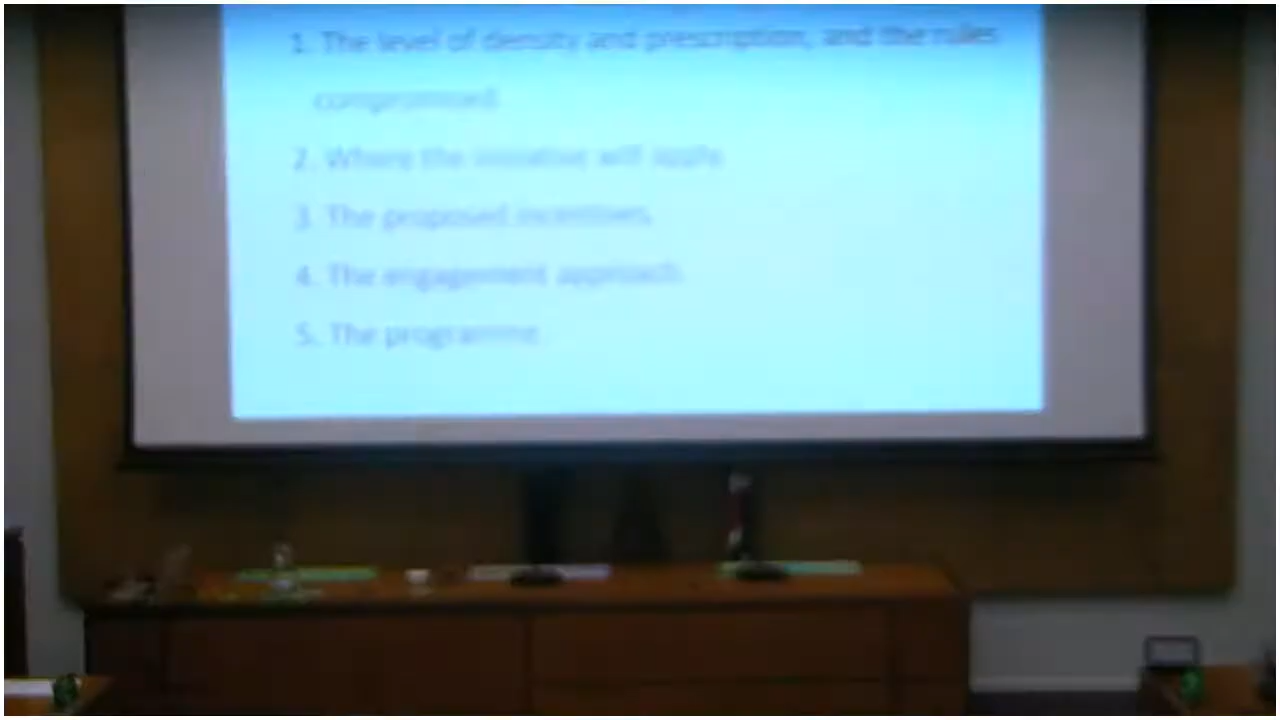 1. The level of density and prescription, and the rules
compromised.
2. Where the initiative will apply.
3. The proposed incentives.
4. The engagement approach.
5. The programme.